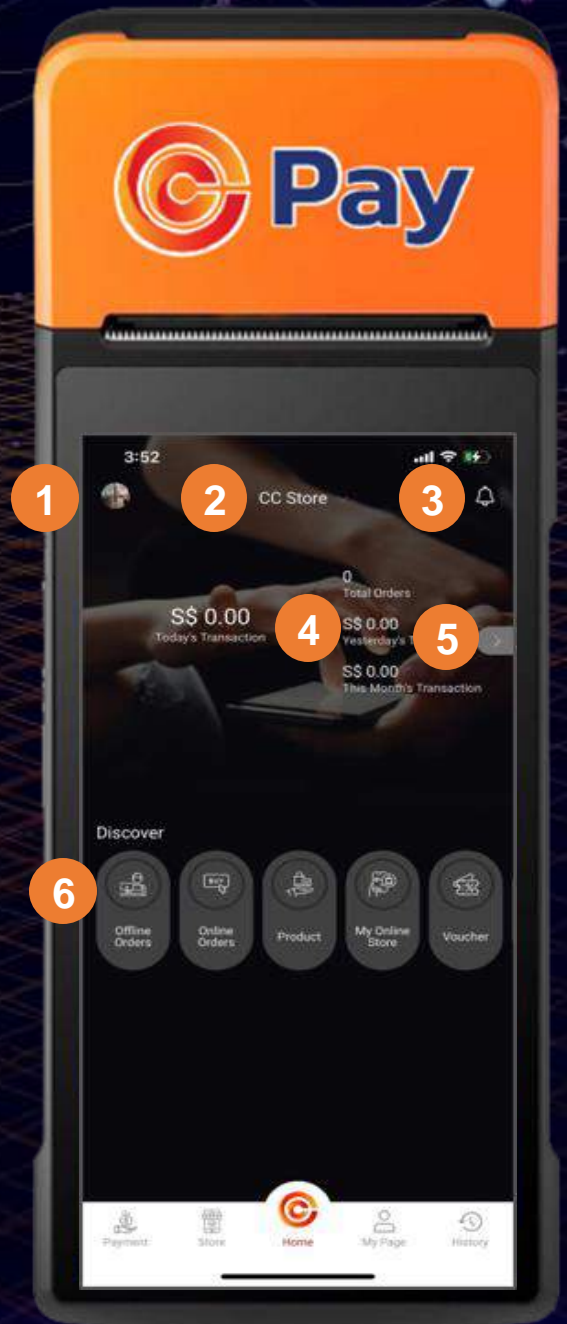 Pay
3:52
1
2
CC Store
3
0
Total Orders
S$ 0.00
Today's Transaction
4
S$ 0.00
Yesterday's T
5
S$ 0.00
This Month's Transaction
Discover
6
BUY
Offline
Orders
Online
Orders
Product
My Online
Store
Voucher
Payment
Store
Home
My Page
History